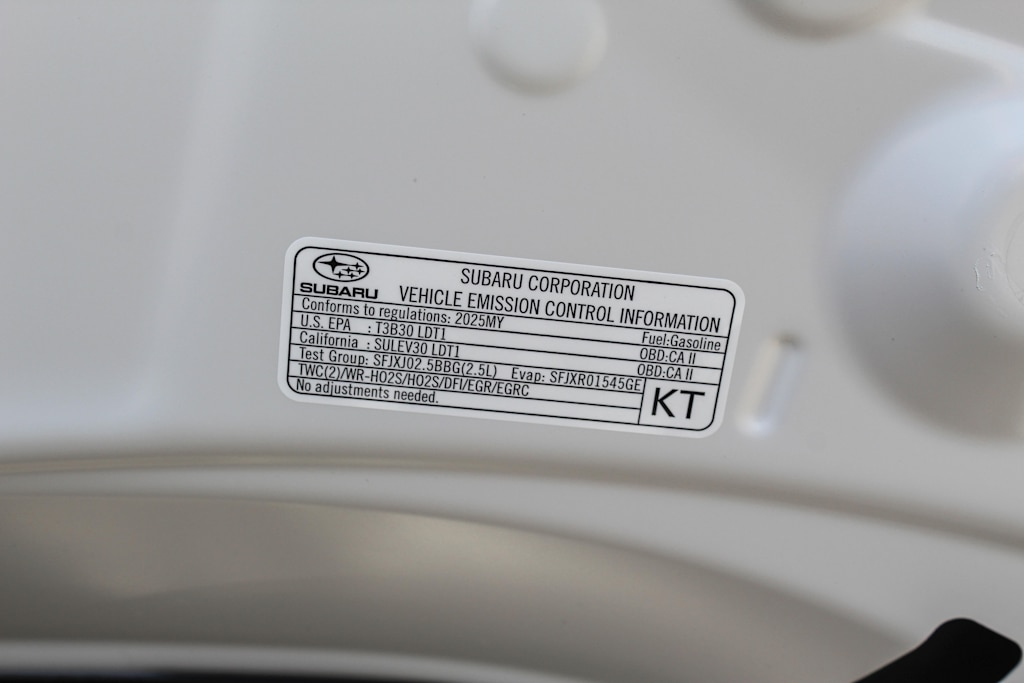 SUBARU
SUBARU CORPORATION
VEHICLE EMISSION CONTROL INFORMATION
Conforms to regulations: 2025MY Fuel:Gasoline
U.S. EPA : T3B30 LDT1 OBD:CA II
California : SULEV30 LDT1 OBD:CA II
Test Group: SFJXJ02.5BBG(2.5L) Evap: SFJXR01545GE
TWC(2)/WR-HO2S/HO2S/DFI/EGR/EGRC
No adjustments needed.
KT